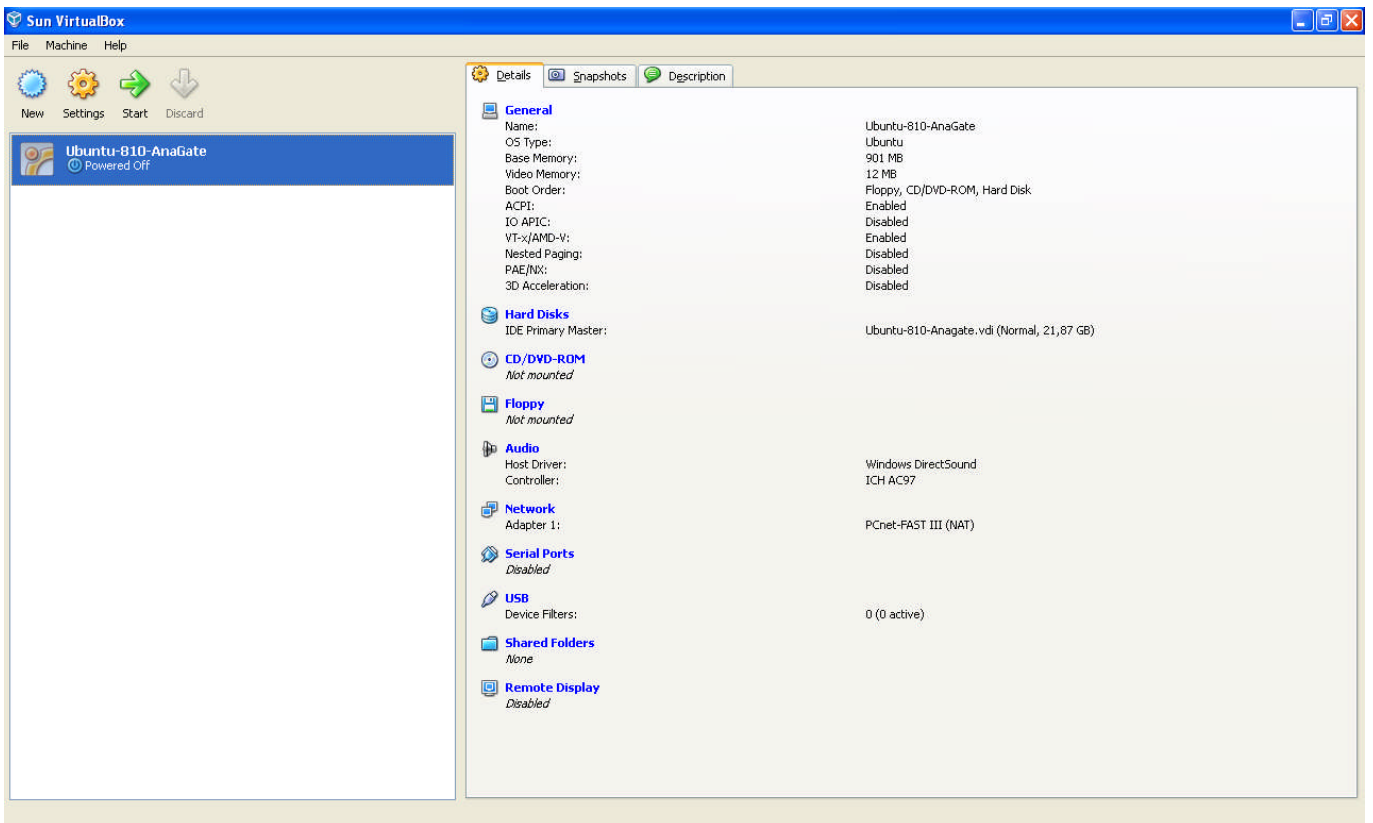 Sun VirtualBox
File Machine Help
New Settings Start Discard
Ubuntu-810-AnaGate
Powered Off
Details Snapshots Description
General
Name: Ubuntu-810-AnaGate
OS Type: Ubuntu
Base Memory: 901 MB
Video Memory: 12 MB
Boot Order: Floppy, CD/DVD-ROM, Hard Disk
ACPI: Enabled
IO APIC: Disabled
VT-x/AMD-V: Enabled
Nested Paging: Disabled
PAE/NX: Disabled
3D Acceleration: Disabled
Hard Disks
IDE Primary Master: Ubuntu-810-Anagate.vdi (Normal, 21,87 GB)
CD/DVD-ROM
Not mounted
Floppy
Not mounted
Audio
Host Driver: Windows DirectSound
Controller: ICH AC97
Network
Adapter 1: PCnet-FAST III (NAT)
Serial Ports
Disabled
USB
Device Filters: 0 (0 active)
Shared Folders
None
Remote Display
Disabled